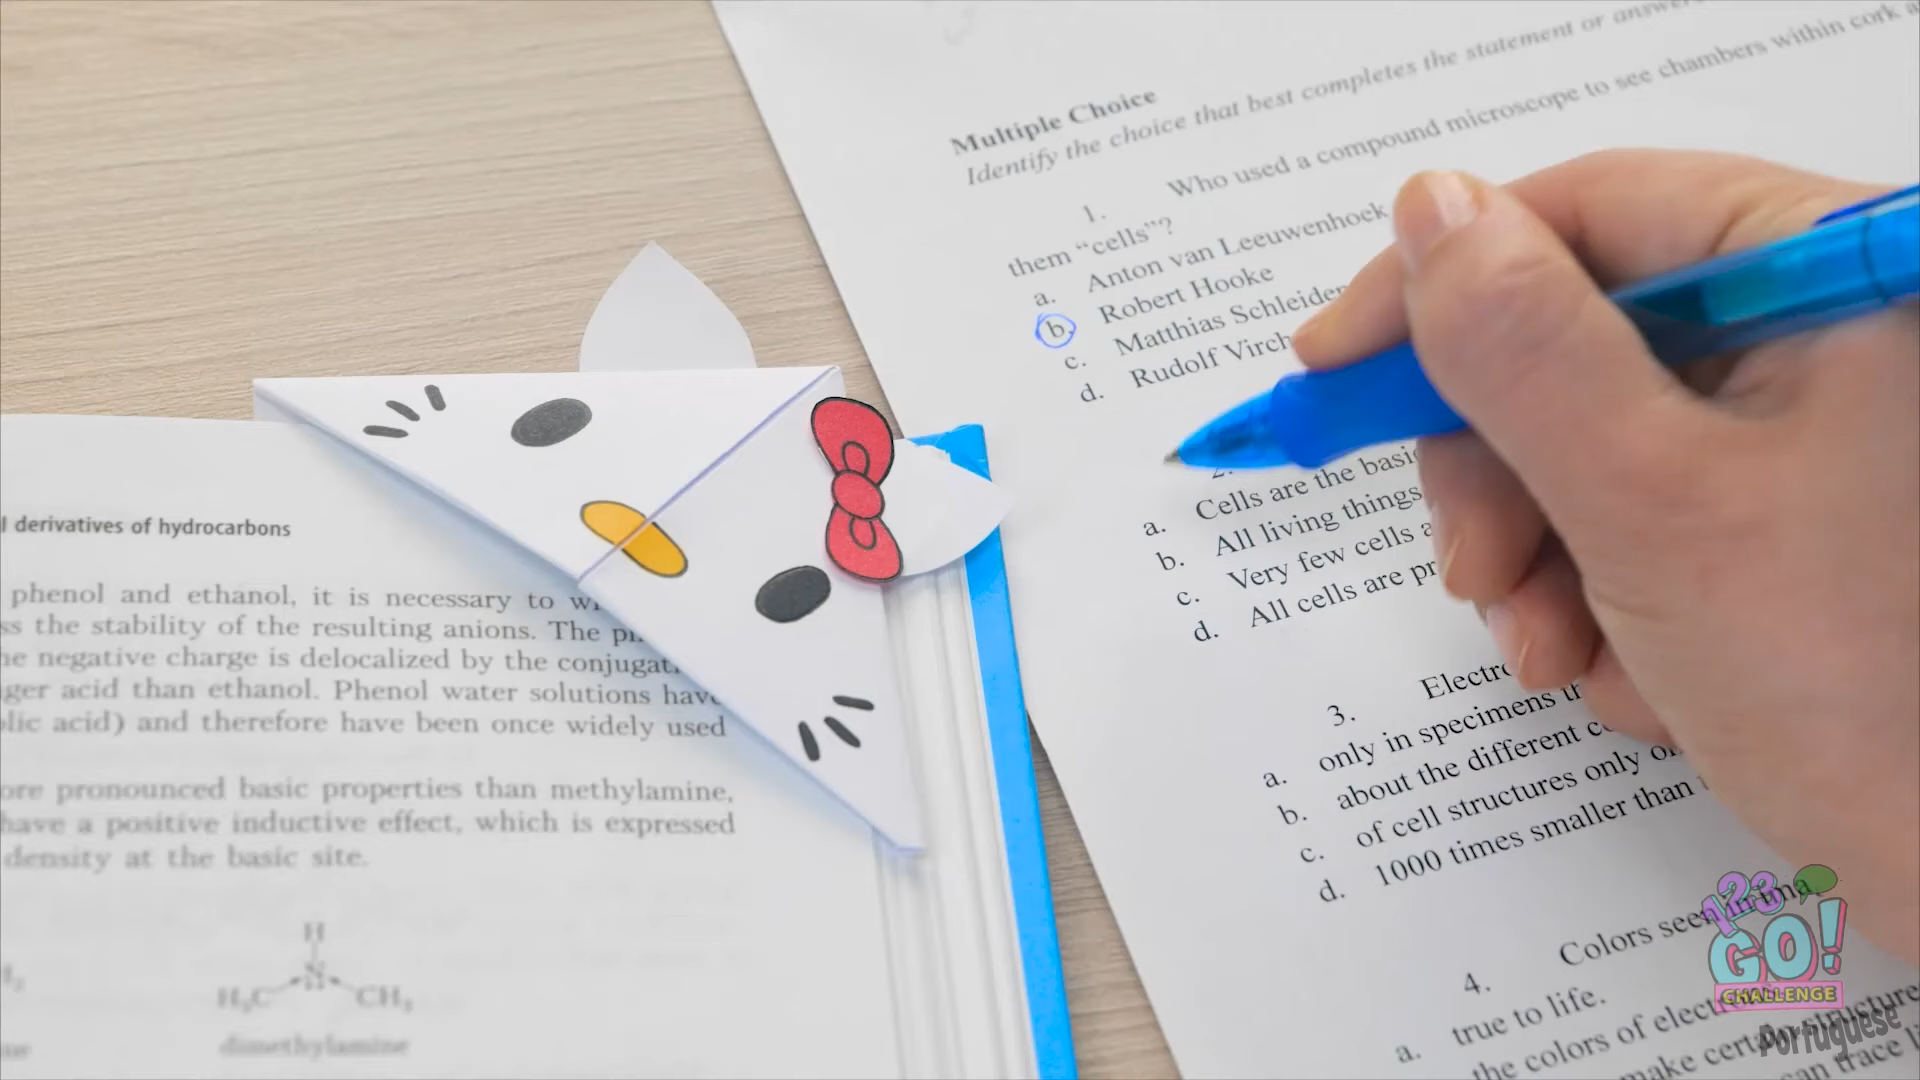 l derivatives of hydrocarbons
phenol and ethanol, it is necessary to
ss the stability of the resulting anions. The
negative charge is delocalized by the
ger acid than ethanol. Phenol water solutions have
lic acid) and therefore have been once widely used
ore pronounced basic properties than methylamine,
have a positive inductive effect, which is expressed
density at the basic site.
H
N
H₃C
CH₃
dimethylamine
Multiple Choice
Identify the choice that best completes the statement or
1. Who used a compound microscope to see chambers within cork
them “cells”?
a. Anton van Leeuwenhoek
b. Robert Hooke
c. Matthias Schleiden
d. Rudolf Virch
2.
a. Cells are the basic
b. All living things
c. Very few cells
d. All cells are pr
3. Electro
a. only in specimens
b. about the different
c. of cell structures only
d. 1000 times smaller than
4. Colors seen in
true to life.
a. the colors of
make certain structures
can trace
123
GO!
CHALLENGE
Portuguese